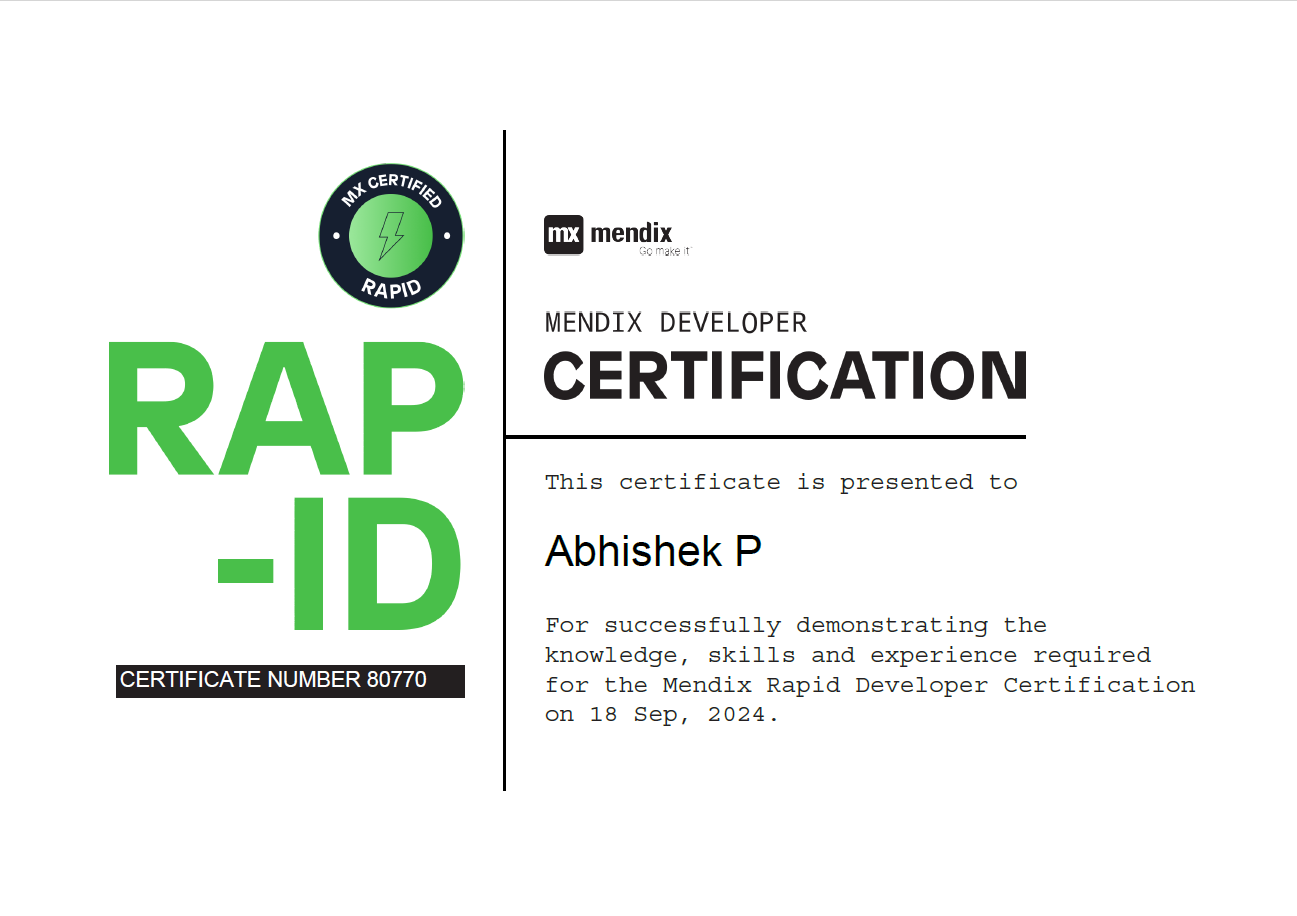 MX CERTIFIED
RAPID
RAP
-ID
CERTIFICATE NUMBER 80770
mx mendix
Go make it
MENDIX DEVELOPER
CERTIFICATION
This certificate is presented to
Abhishek P
For successfully demonstrating the
knowledge, skills and experience required
for the Mendix Rapid Developer Certification
on 18 Sep, 2024.